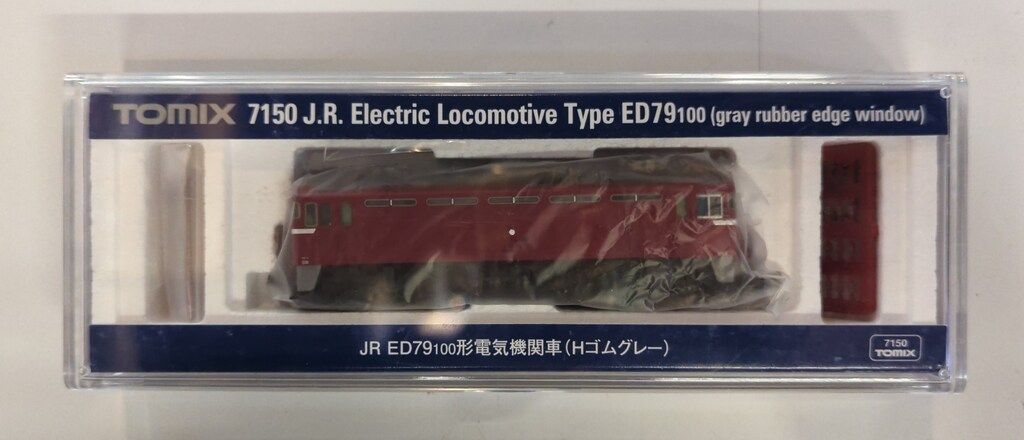 TOMIX 7150 J.R. Electric Locomotive Type ED79100 (gray rubber edge window)
JR ED79100形電気機関車(Hゴムグレー)
7150
TOMIX